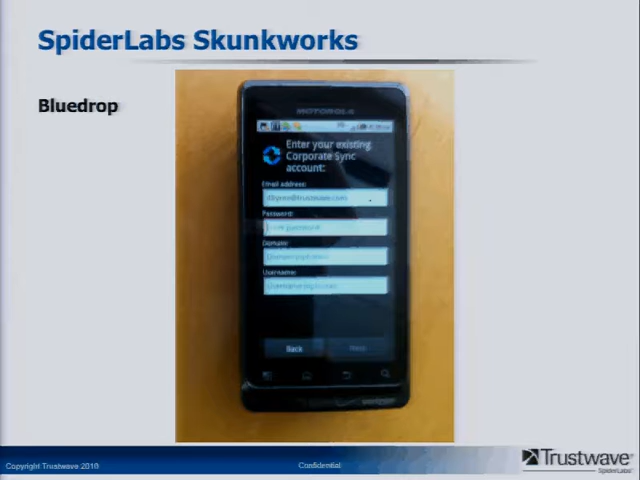 SpiderLabs Skunkworks
Bluedrop
MOTOROLA
Enter your existing
Corporate Sync
account:
Email address:
Password:
Domain:
Username:
Back
Next
Copyright Trustwave 2010
Confidential
Trustwave
SpiderLabs